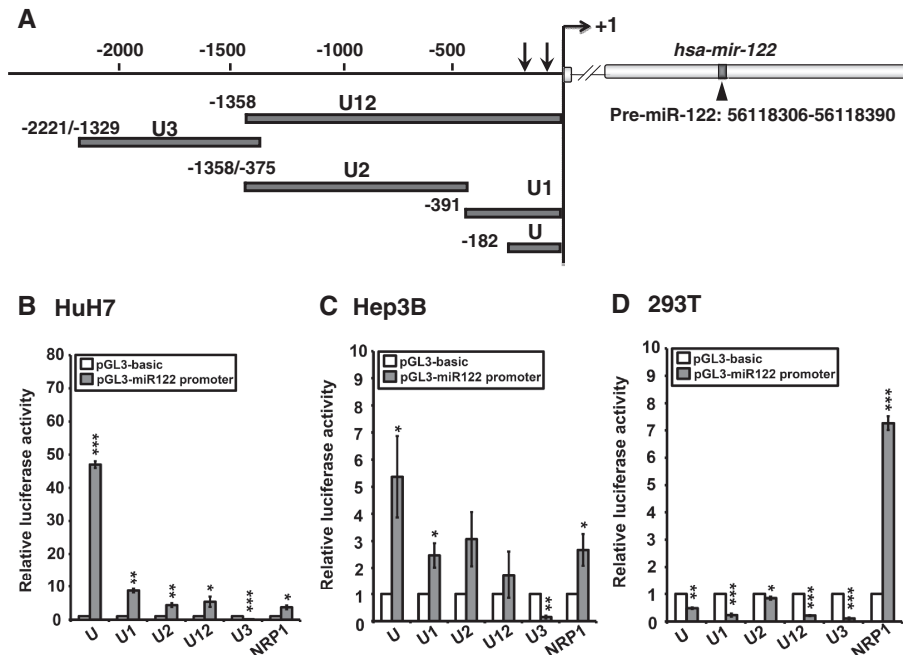 A
+1
-2000 -1500 -1000 -500
hsa-mir-122
-1358 U12
Pre-miR-122: 56118306-56118390
-2221/-1329 U3
-1358/-375 U2
-391 U1
-182 U
B HuH7
Relative luciferase activity
80
70
60
50
40
30
20
10
0
pGL3-basic
pGL3-miR122 promoter
*** ** ** * *** *
U U1 U2 U12 U3 NRP1
C Hep3B
Relative luciferase activity
10
9
8
7
6
5
4
3
2
1
0
pGL3-basic
pGL3-miR122 promoter
* * ** *
U U1 U2 U12 U3 NRP1
D 293T
Relative luciferase activity
10
9
8
7
6
5
4
3
2
1
0
pGL3-basic
pGL3-miR122 promoter
** *** * *** *** ***
U U1 U2 U12 U3 NRP1